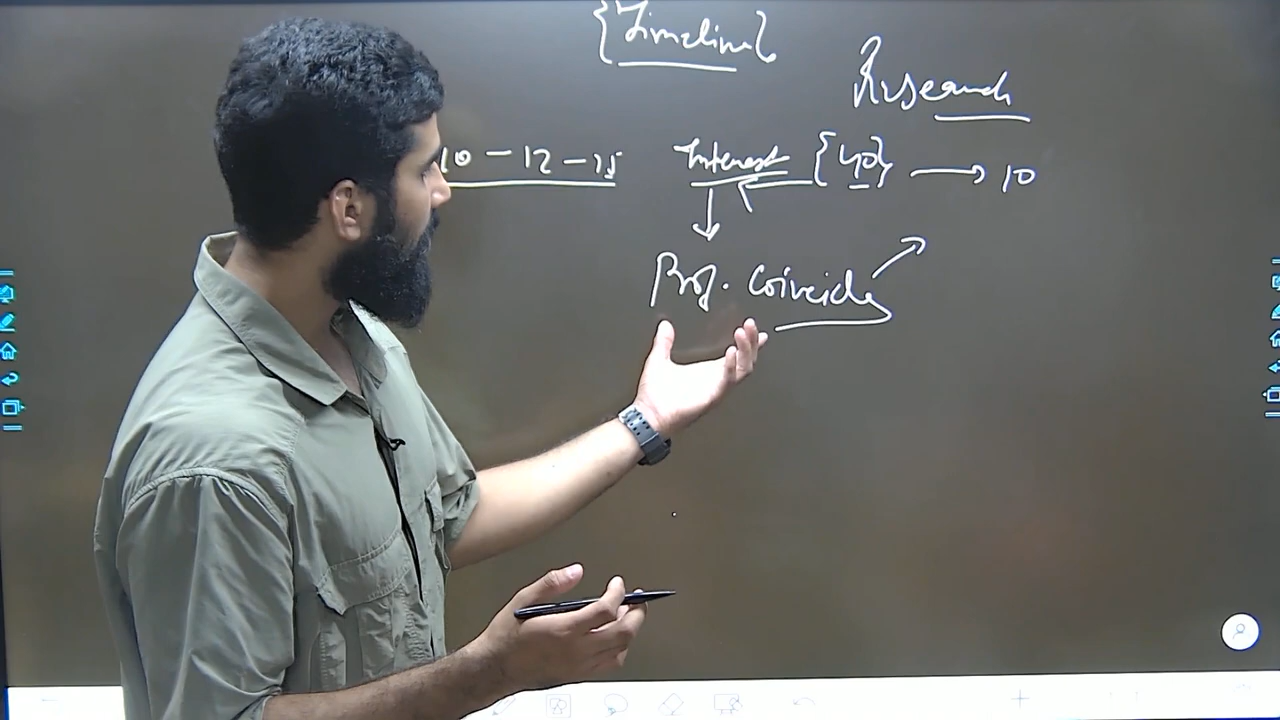 {Timeline}
Research
10 – 12 – 15 Interest {40} → 10
Prof. Coincide